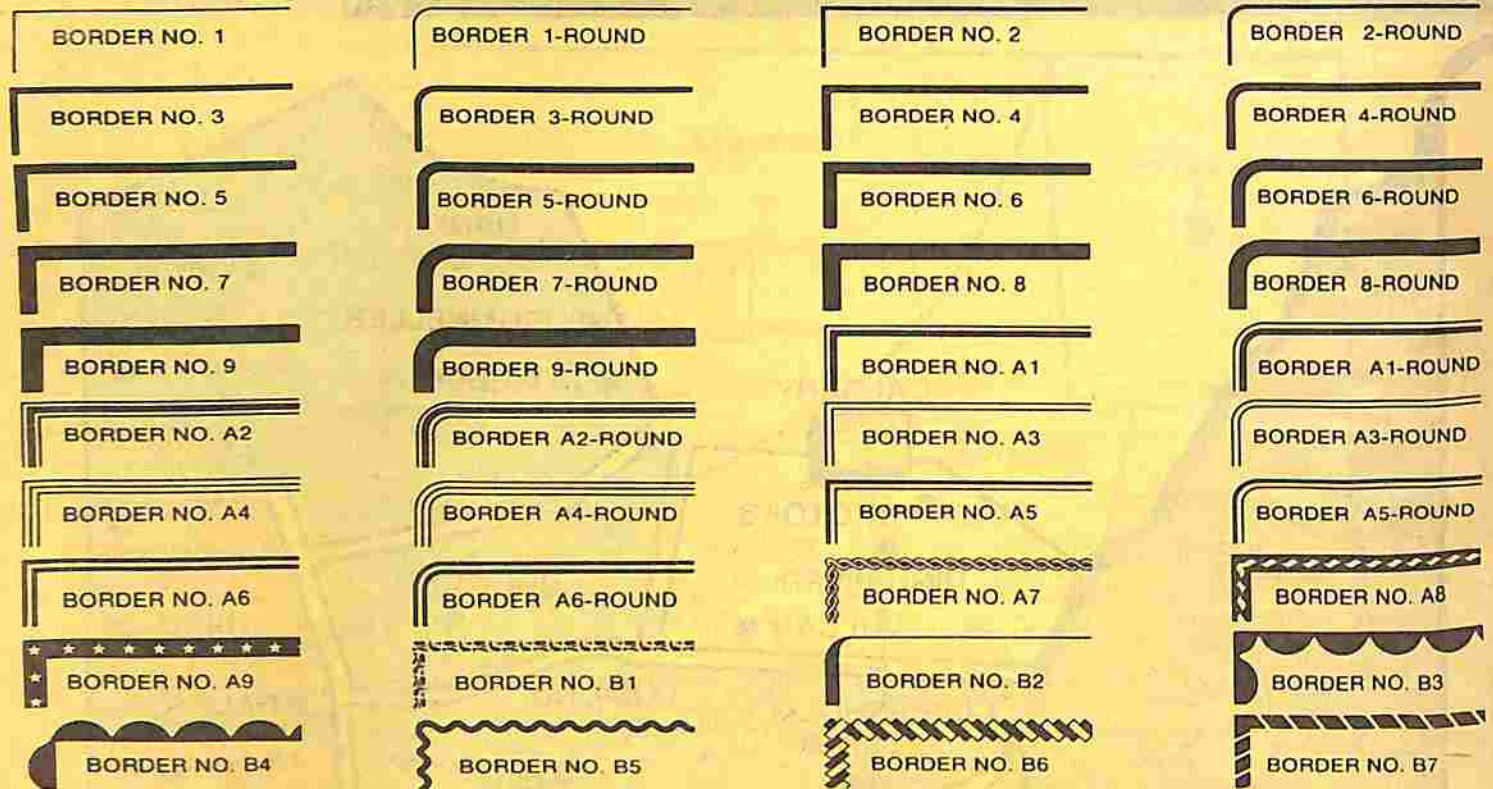 BORDER NO. 1
BORDER 1-ROUND
BORDER NO. 2
BORDER 2-ROUND
BORDER NO. 3
BORDER 3-ROUND
BORDER NO. 4
BORDER 4-ROUND
BORDER NO. 5
BORDER 5-ROUND
BORDER NO. 6
BORDER 6-ROUND
BORDER NO. 7
BORDER 7-ROUND
BORDER NO. 8
BORDER 8-ROUND
BORDER NO. 9
BORDER 9-ROUND
BORDER NO. A1
BORDER A1-ROUND
BORDER NO. A2
BORDER A2-ROUND
BORDER NO. A3
BORDER A3-ROUND
BORDER NO. A4
BORDER A4-ROUND
BORDER NO. A5
BORDER A5-ROUND
BORDER NO. A6
BORDER A6-ROUND
BORDER NO. A7
BORDER NO. A8
BORDER NO. A9
BORDER NO. B1
BORDER NO. B2
BORDER NO. B3
BORDER NO. B4
BORDER NO. B5
BORDER NO. B6
BORDER NO. B7